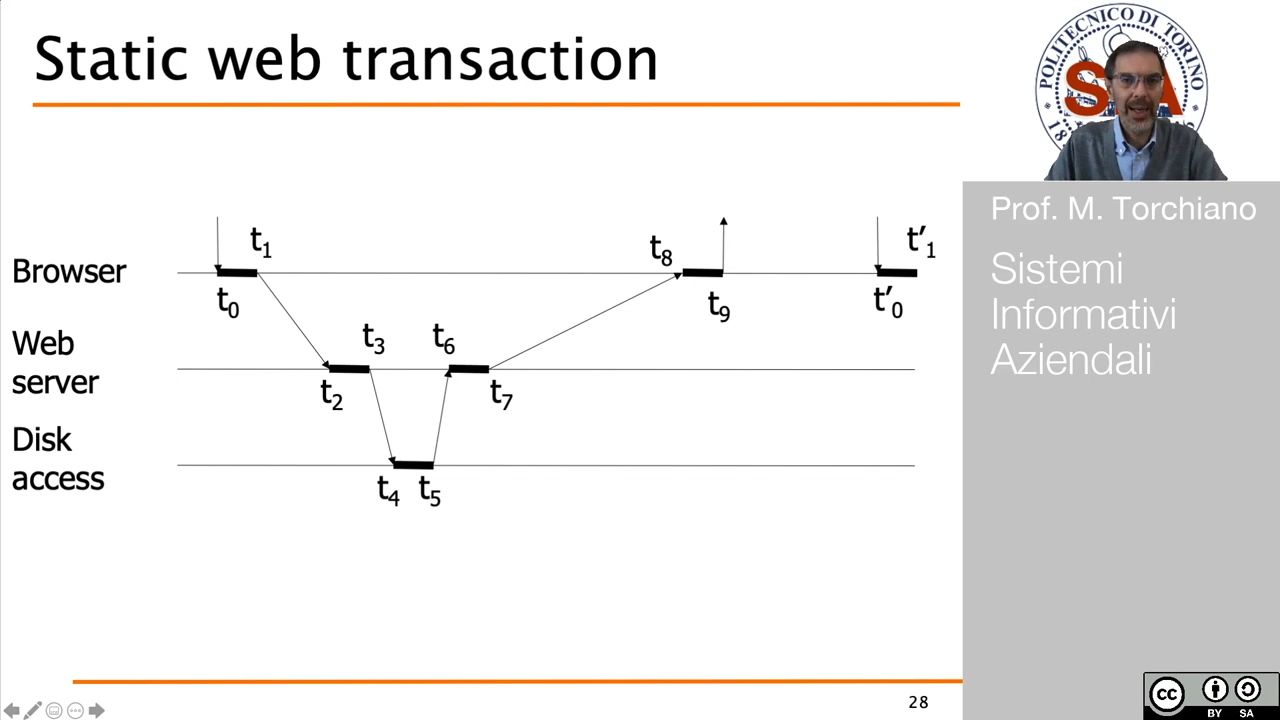 Static web transaction
POLITECNICO DI TORINO
Prof. M. Torchiano
Sistemi
Informativi
Aziendali
t1
t8
t'1
Browser
t0
t9
t'0
Web
server
t3
t6
t2
t7
Disk
access
t4
t5
28
cc
BY
SA